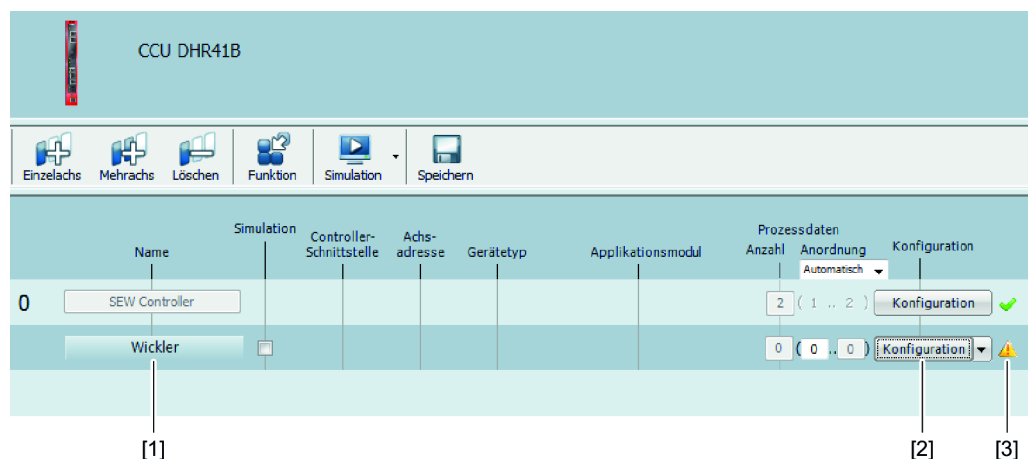 CCU DHR41B
Einzelachs Mehrachs Löschen Funktion Simulation Speichern
Name Simulation Controller-Schnittstelle Achs-adresse Gerätetyp Applikationsmodul Prozessdaten Anzahl Anordnung Konfiguration
Automatisch
0 SEW Controller 2 ( 1 .. 2 ) Konfiguration
Wickler 0 ( 0 .. 0 ) Konfiguration
[1] [2] [3]